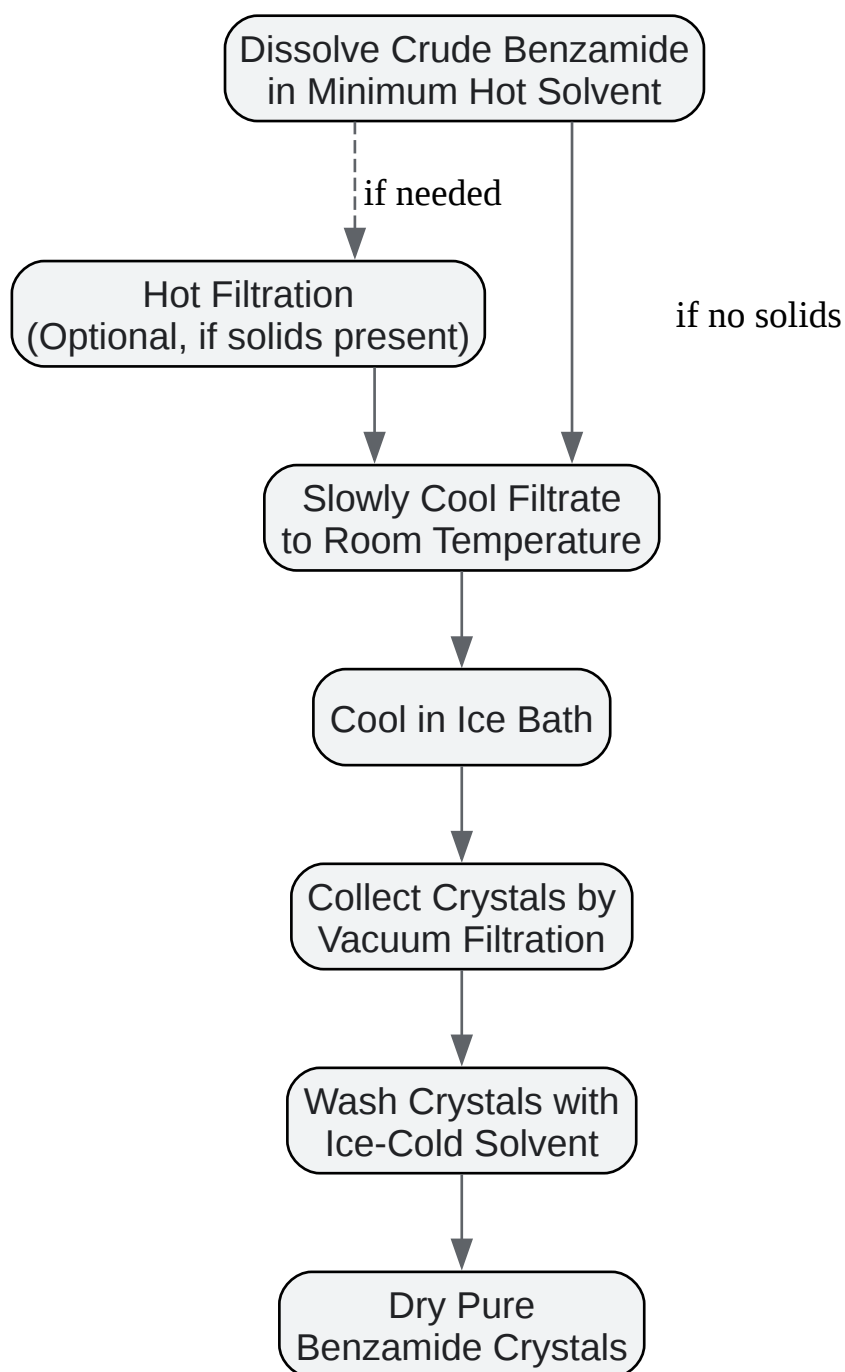 Dissolve Crude Benzamide
in Minimum Hot Solvent
if needed
Hot Filtration
(Optional, if solids present)
if no solids
Slowly Cool Filtrate
to Room Temperature
Cool in Ice Bath
Collect Crystals by
Vacuum Filtration
Wash Crystals with
Ice-Cold Solvent
Dry Pure
Benzamide Crystals